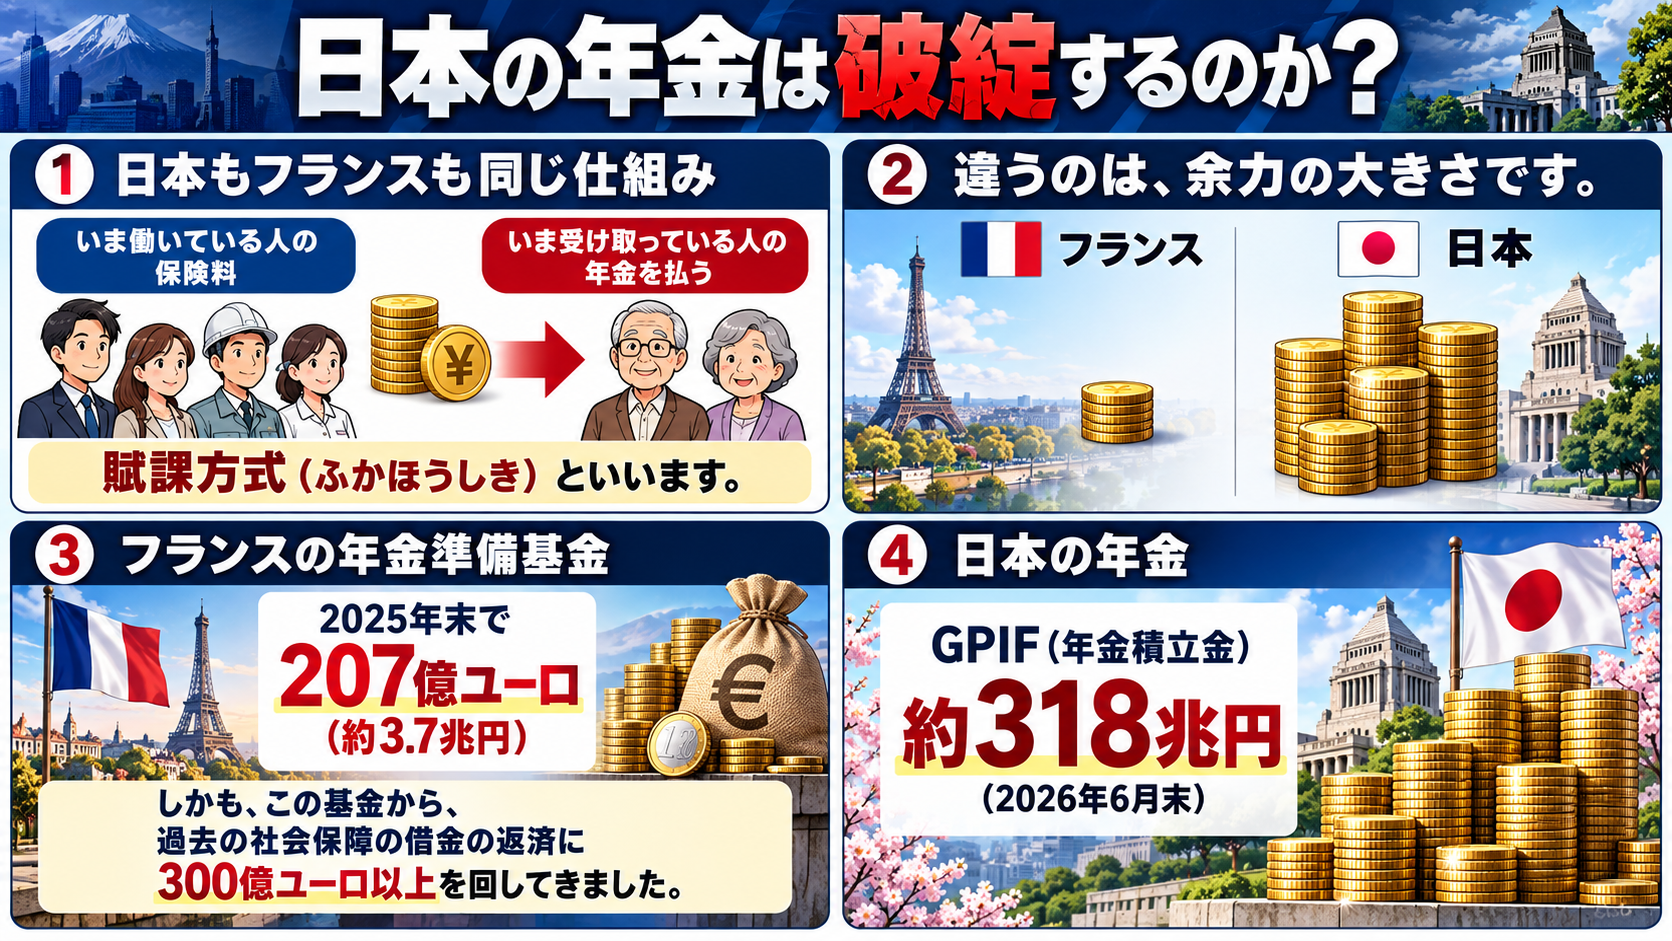 日本の年金は破綻するのか?
1 日本もフランスも同じ仕組み
いま働いている人の
保険料
いま受け取っている人の
年金を払う
¥
賦課方式(ふかほうしき)といいます。
2 違うのは、余力の大きさです。
フランス
日本
3 フランスの年金準備基金
2025年末で
207億ユーロ
(約3.7兆円)
€
しかも、この基金から、
過去の社会保障の借金の返済に
300億ユーロ以上を回してきました。
4 日本の年金
GPIF(年金積立金)
約318兆円
(2026年6月末)